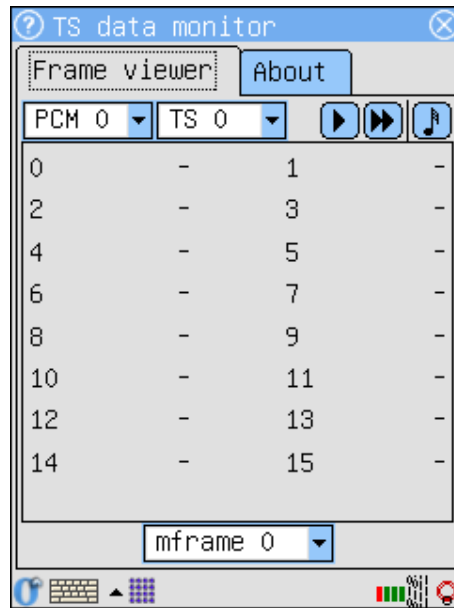 TS data monitor
Frame viewer About
PCM 0 TS 0
0 - 1 -
2 - 3 -
4 - 5 -
6 - 7 -
8 - 9 -
10 - 11 -
12 - 13 -
14 - 15 -
mframe 0